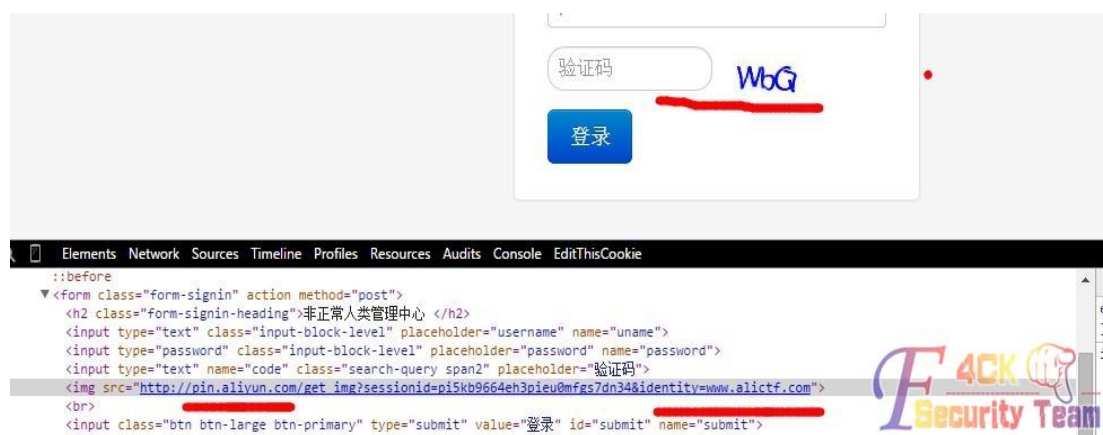 验证码
WbG
登录
Elements Network Sources Timeline Profiles Resources Audits Console EditThisCookie
::before
▼<form class="form-signin" action method="post">
<h2 class="form-signin-heading">非正常人类管理中心 </h2>
<input type="text" class="input-block-level" placeholder="username" name="uname">
<input type="password" class="input-block-level" placeholder="password" name="password">
<input type="text" name="code" class="search-query span2" placeholder="验证码">
<img src="http://pin.aliyun.com/get_img?sessionid=pi5kb9664eh3pieu0mfgs7dn34&identity=www.alictf.com">
<br>
<input class="btn btn-large btn-primary" type="submit" value="登录" id="submit" name="submit">
F4CK
Security Team